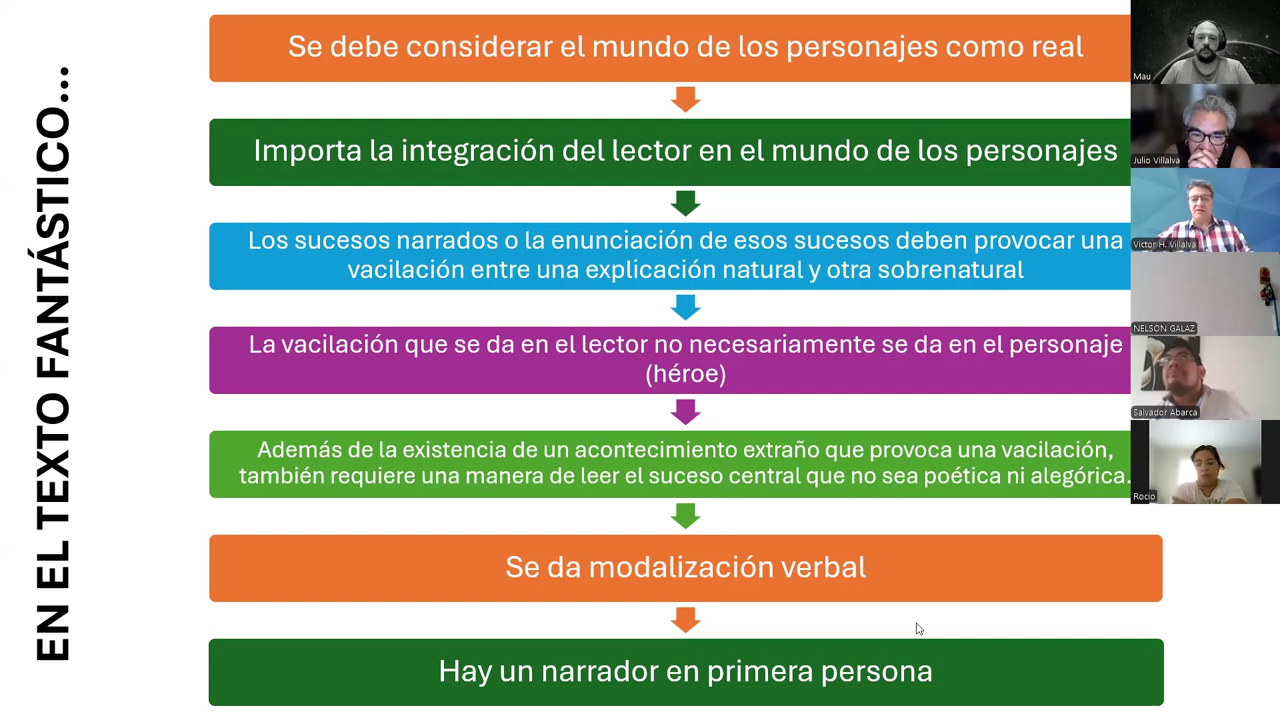 EN EL TEXTO FANTÁSTICO...
Se debe considerar el mundo de los personajes como real
Importa la integración del lector en el mundo de los personajes
Los sucesos narrados o la enunciación de esos sucesos deben provocar una
vacilación entre una explicación natural y otra sobrenatural
La vacilación que se da en el lector no necesariamente se da en el personaje
(héroe)
Además de la existencia de un acontecimiento extraño que provoca una vacilación,
también requiere una manera de leer el suceso central que no sea poética ni alegórica.
Se da modalización verbal
Hay un narrador en primera persona
Mau
Julio Villalva
Victor H. Villalva
NELSON GALAZ
Salvador Abarca
Rocio